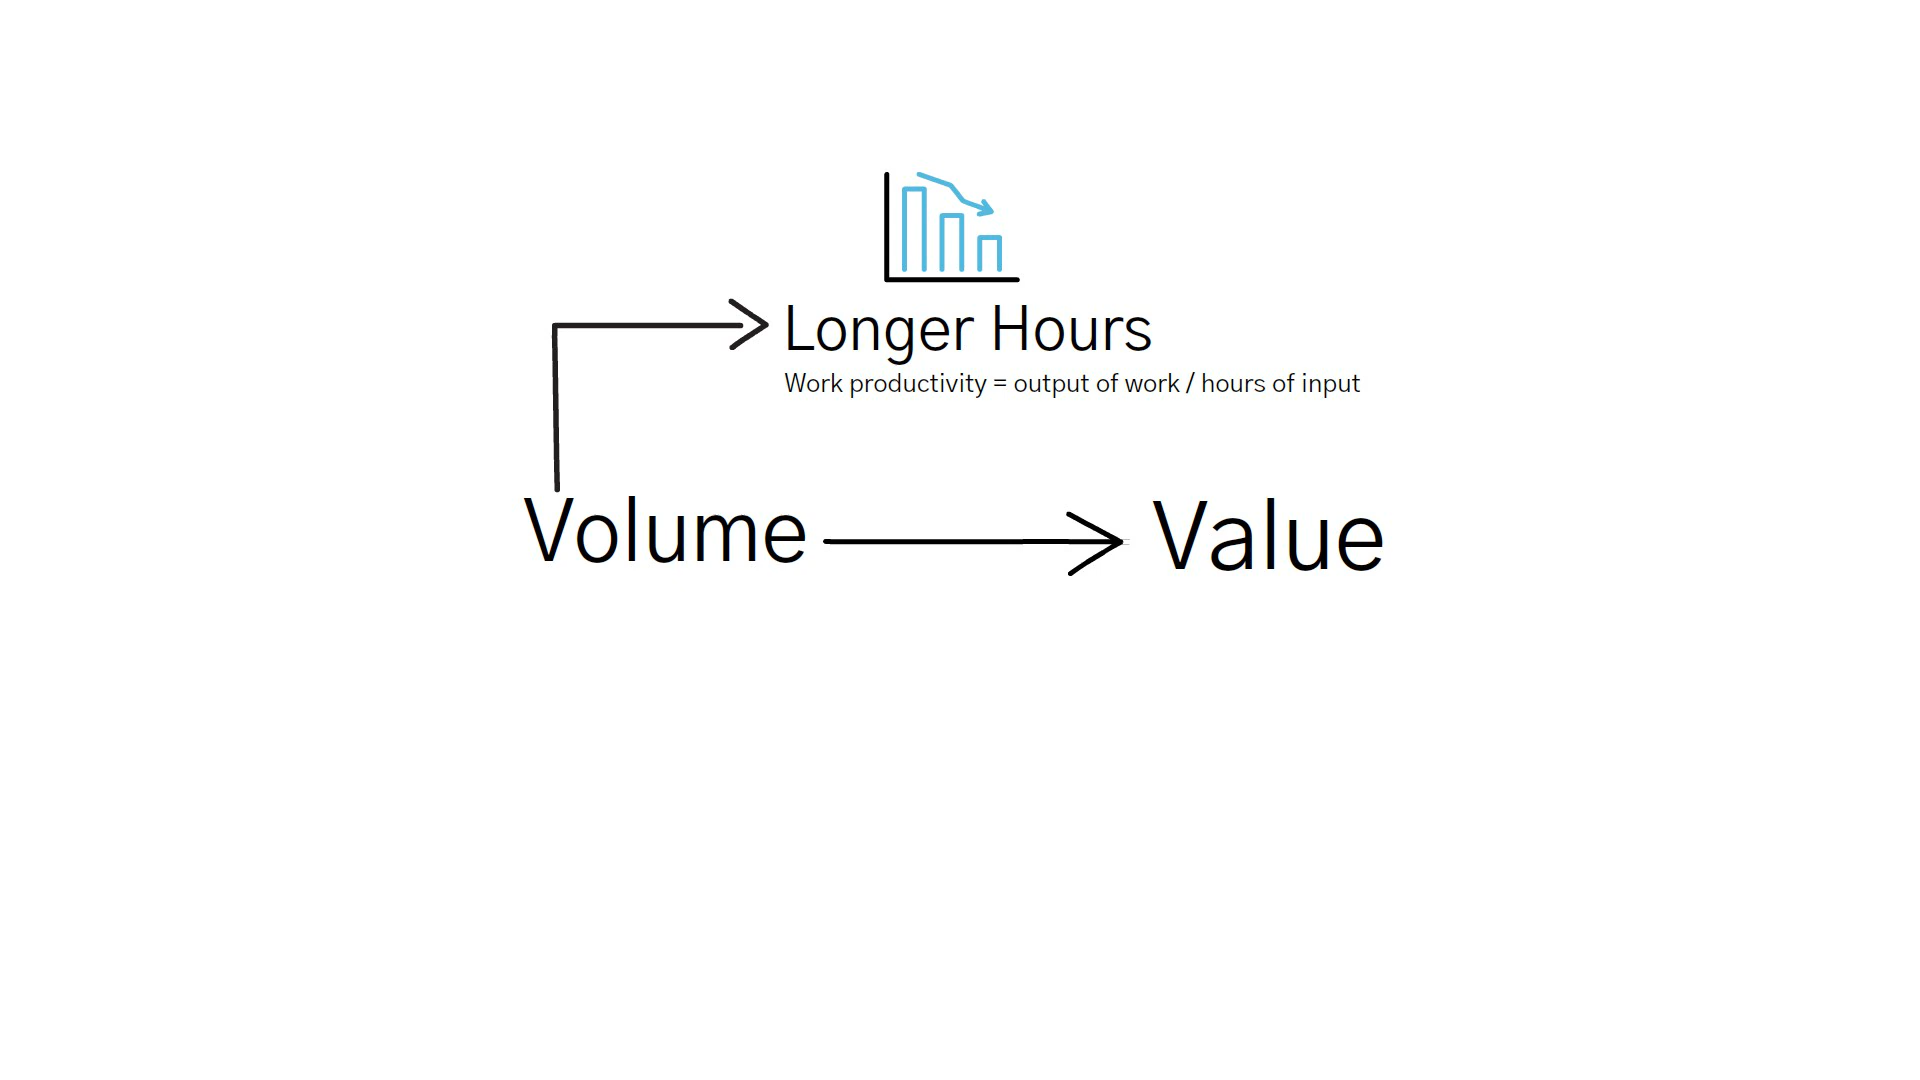 Longer Hours
Work productivity = output of work / hours of input
Volume
Value